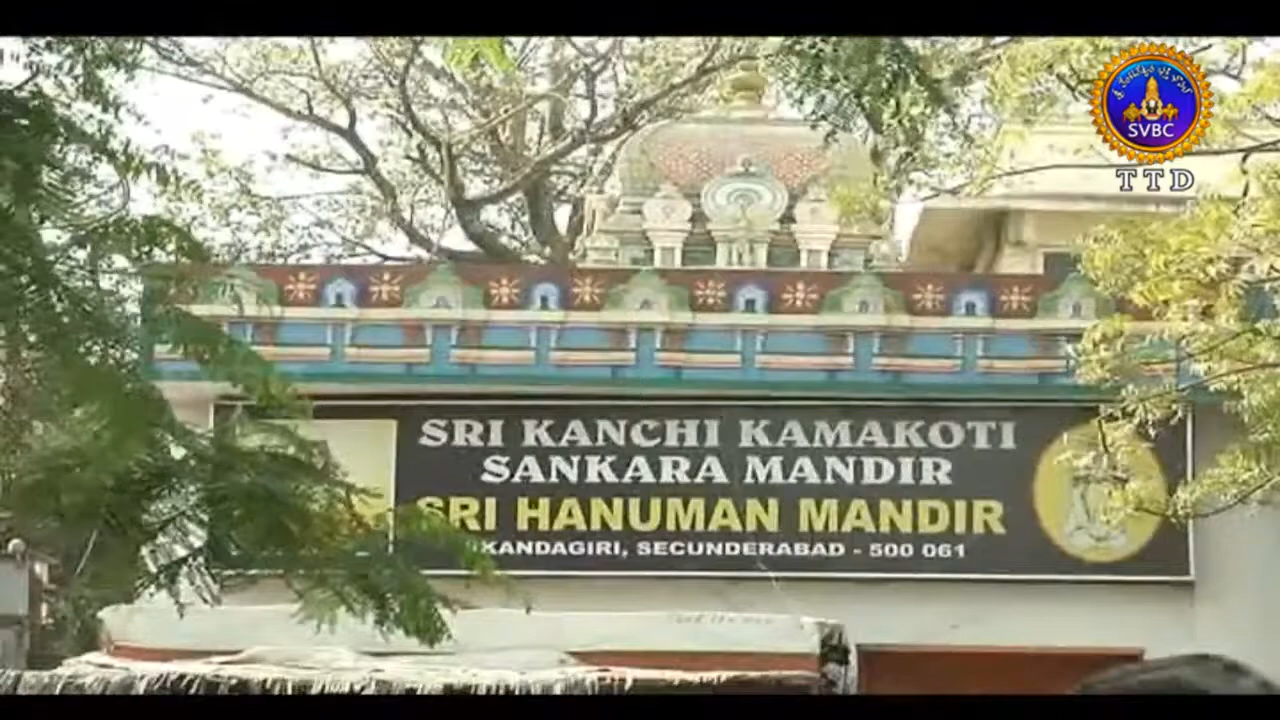 SVBC
TTD
SRI KANCHI KAMAKOTI
SANKARA MANDIR
SRI HANUMAN MANDIR
SECUNDERABAD - 500 061